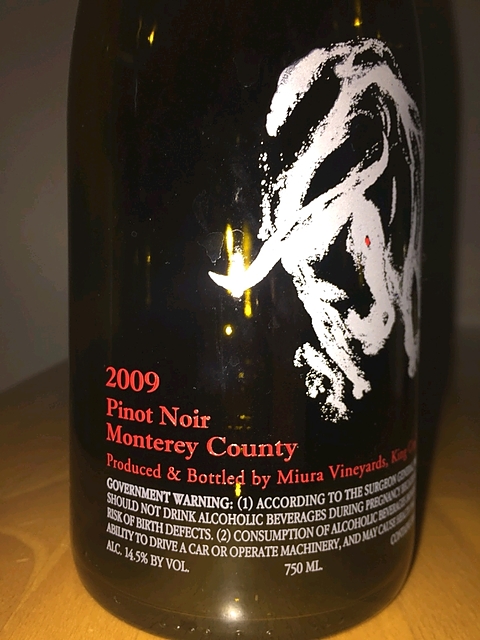 2009
Pinot Noir
Monterey County
Produced & Bottled by Miura Vineyards, King
GOVERNMENT WARNING: (1) ACCORDING TO THE SURGEON
SHOULD NOT DRINK ALCOHOLIC BEVERAGES DURING PREGNANCY
RISK OF BIRTH DEFECTS. (2) CONSUMPTION OF ALCOHOLIC
ABILITY TO DRIVE A CAR OR OPERATE MACHINERY, AND MAY CAUSE
ALC. 14.5% BY VOL. 750 ML.